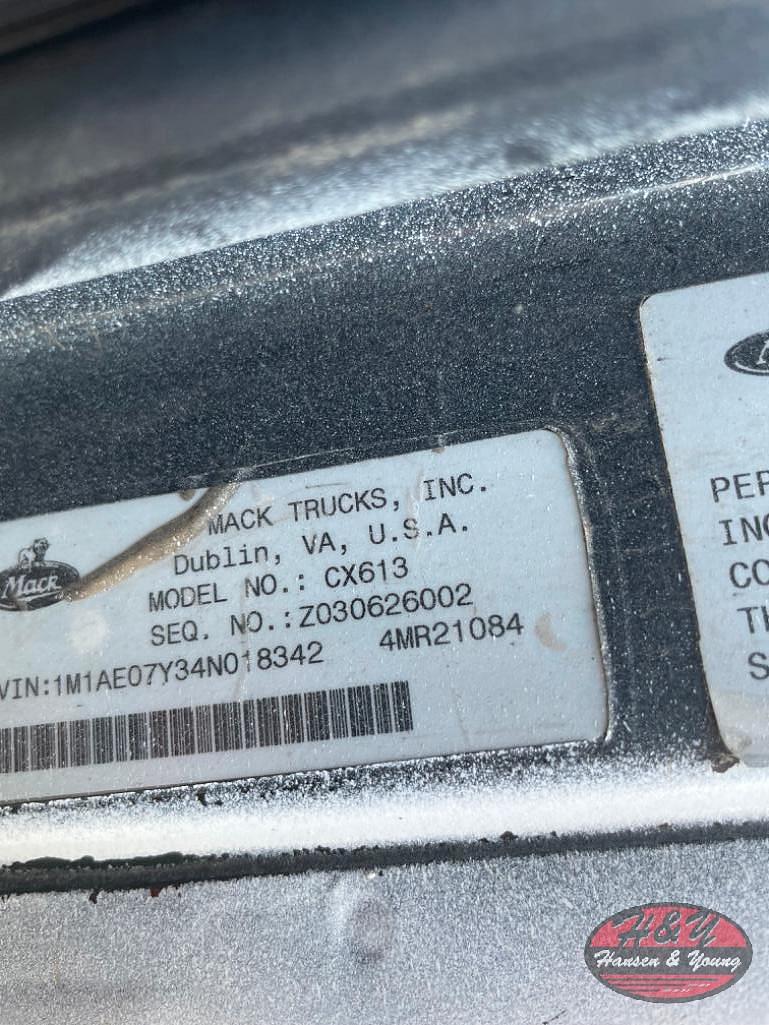 Mack
MACK TRUCKS, INC.
Dublin, VA, U.S.A.
MODEL NO.: CX613
SEQ. NO.:Z030626002
VIN:1M1AE07Y34N018342 4MR21084
PER
INC
CO
TH
S
H&Y
Hansen & Young